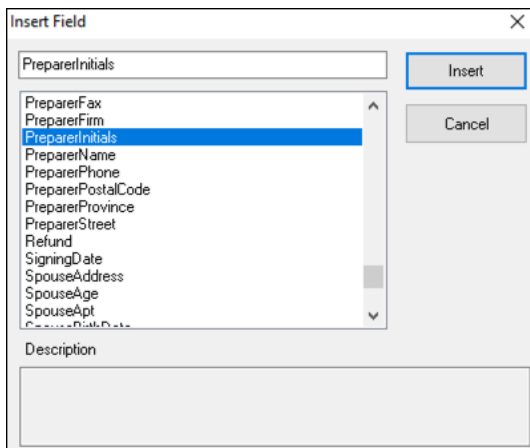 Insert Field
PreparerInitials
Insert
Cancel
PreparerFax
PreparerFirm
PreparerInitials
PreparerName
PreparerPhone
PreparerPostalCode
PreparerProvince
PreparerStreet
Refund
SigningDate
SpouseAddress
SpouseAge
SpouseApt
SpouseBirthDate
Description